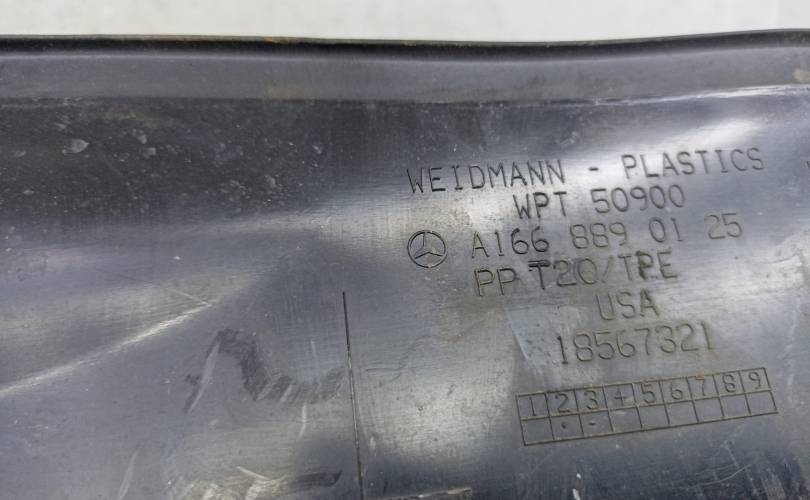 WEIDMANN - PLASTICS
WPT 50900
A166 889 01 25
PP T20/TPE
USA
18567321
1 2 3 4 5 6 7 8 9